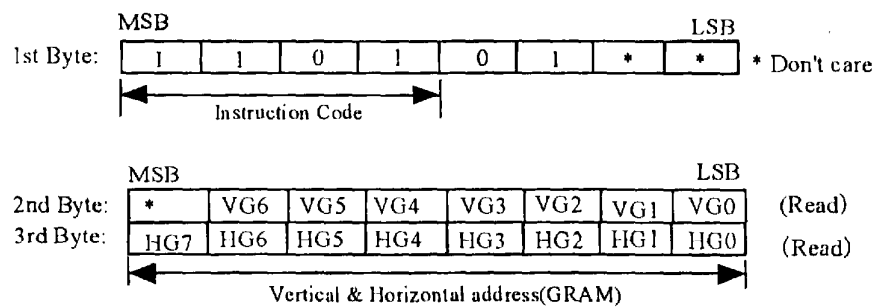 MSB LSB
1st Byte: 1 1 0 1 0 1 * * * Don't care
Instruction Code
MSB LSB
2nd Byte: * VG6 VG5 VG4 VG3 VG2 VG1 VG0 (Read)
3rd Byte: HG7 HG6 HG5 HG4 HG3 HG2 HG1 HG0 (Read)
Vertical & Horizontal address(GRAM)